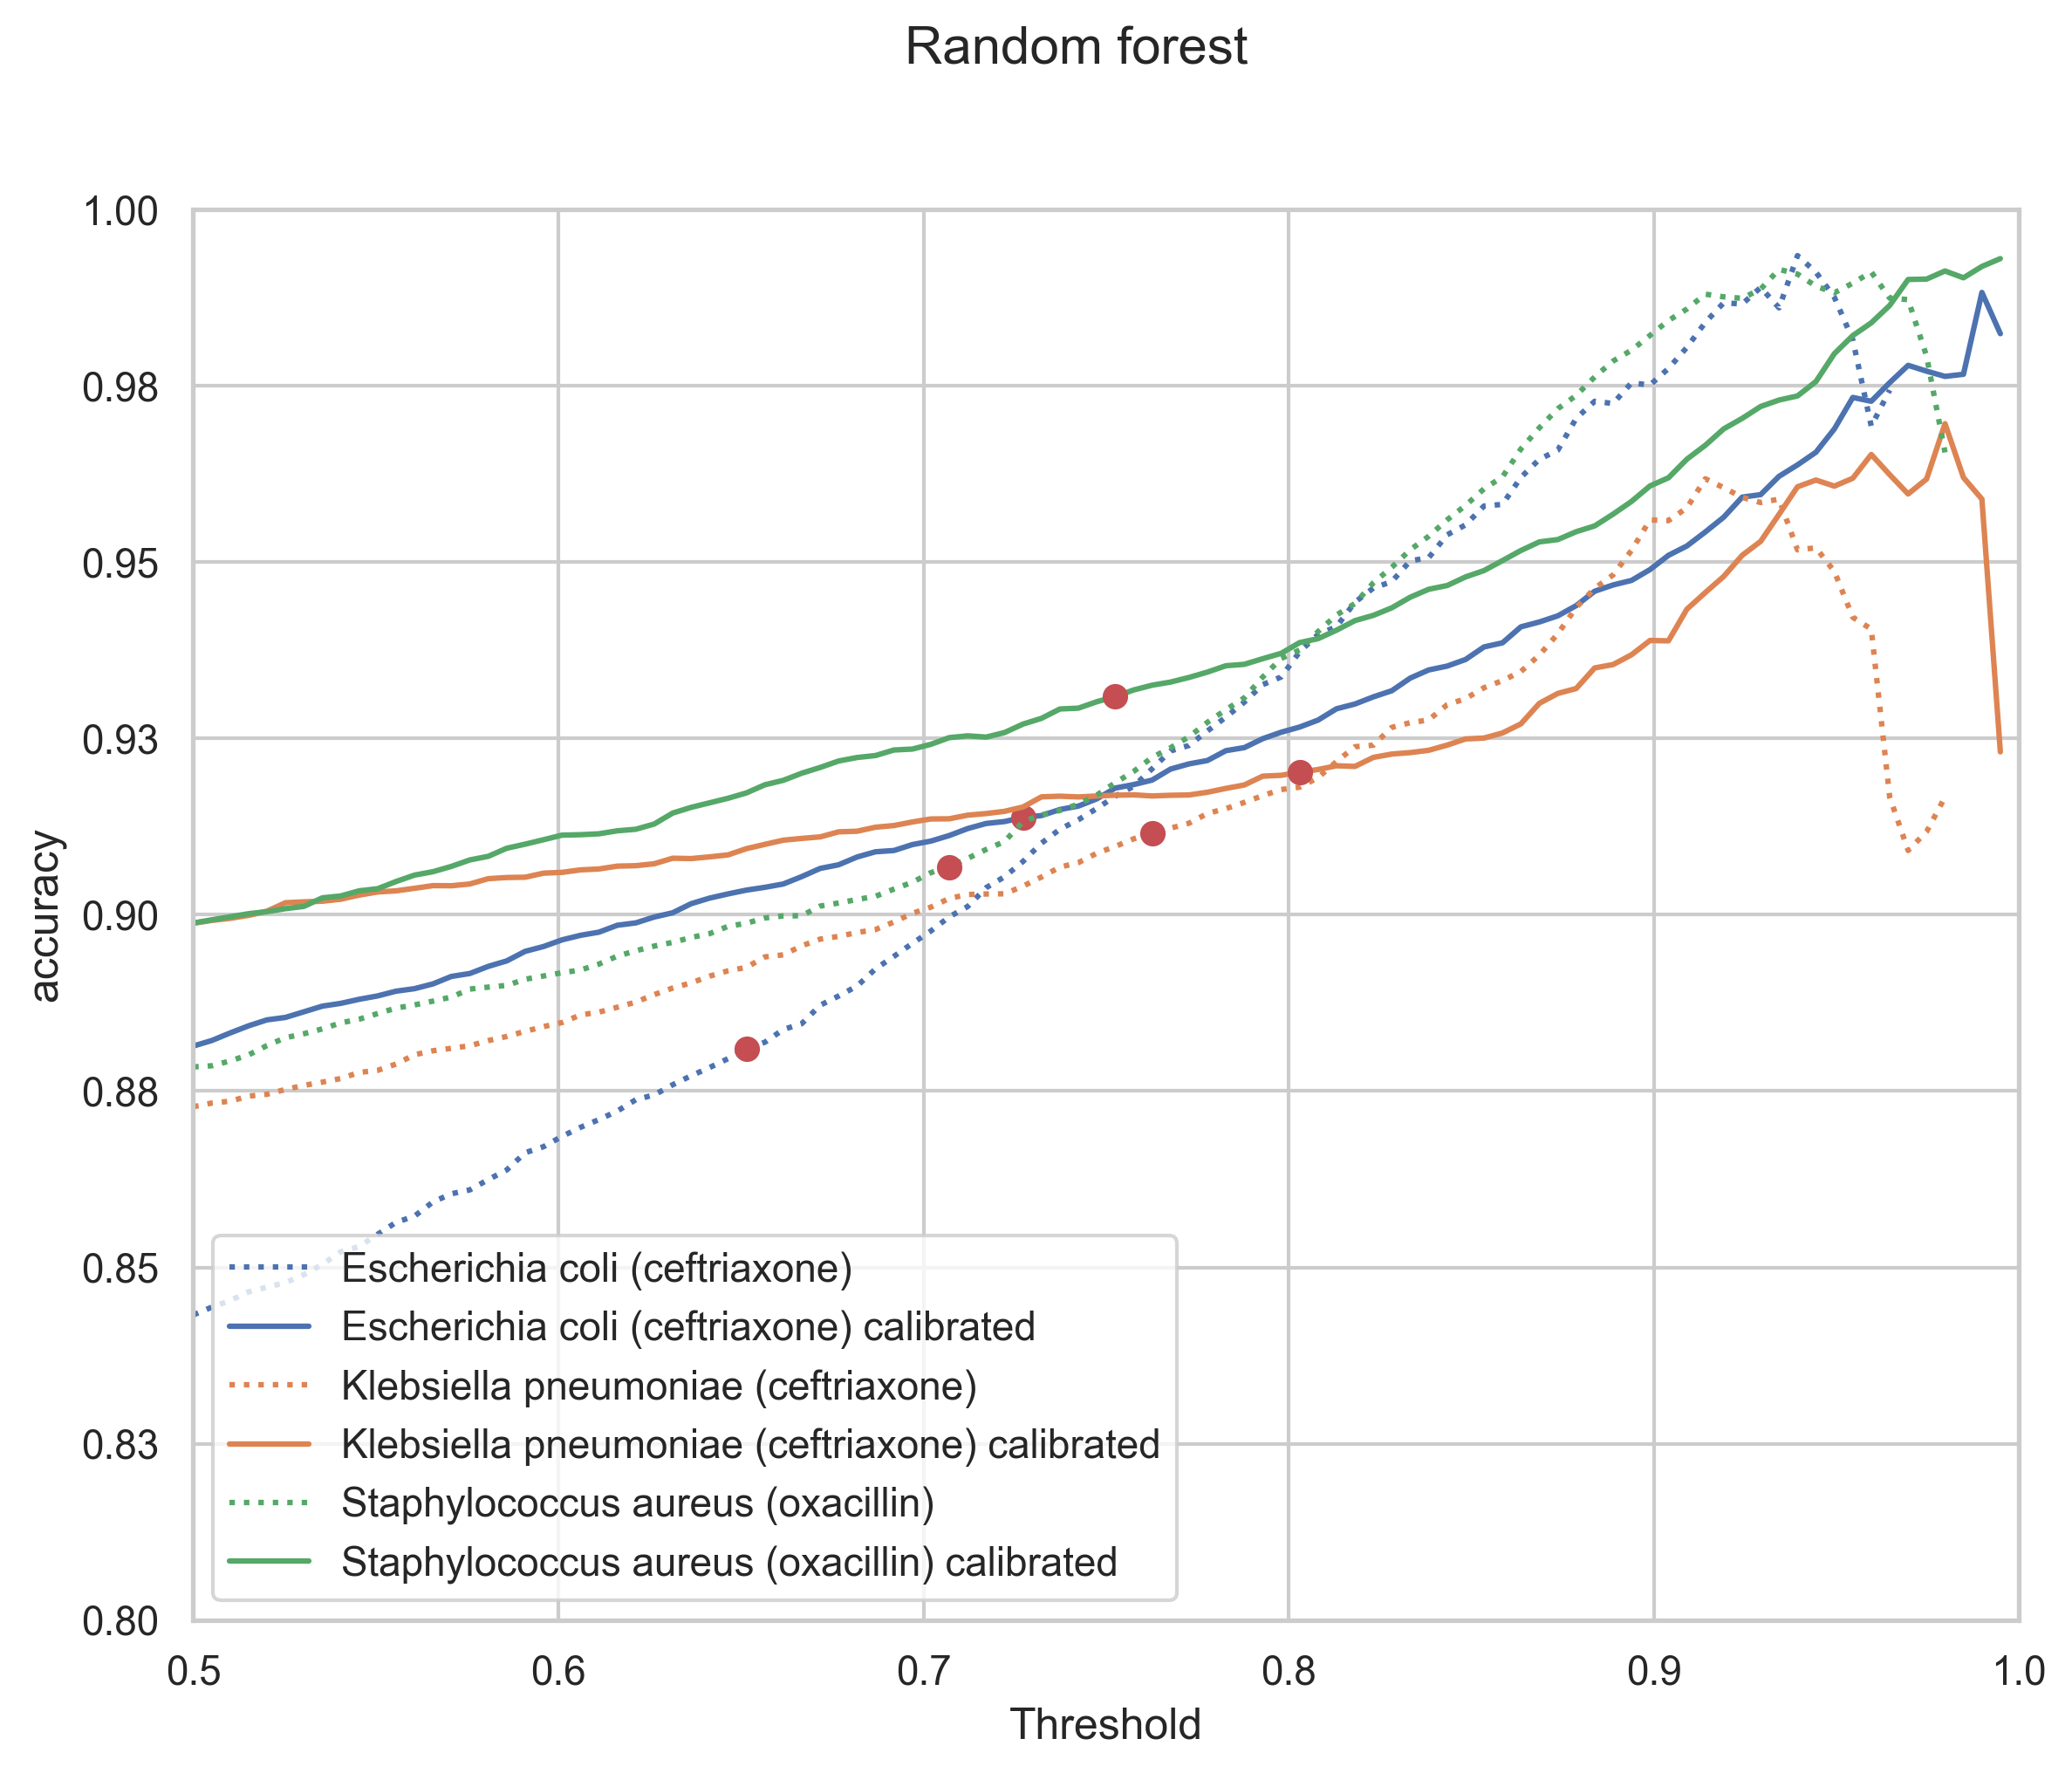 Random forest
1.00
0.98
0.95
0.93
0.90
0.88
0.85
0.83
0.80
accuracy
Escherichia coli (ceftriaxone)
Escherichia coli (ceftriaxone) calibrated
Klebsiella pneumoniae (ceftriaxone)
Klebsiella pneumoniae (ceftriaxone) calibrated
Staphylococcus aureus (oxacillin)
Staphylococcus aureus (oxacillin) calibrated
0.5 0.6 0.7 0.8 0.9 1.0
Threshold